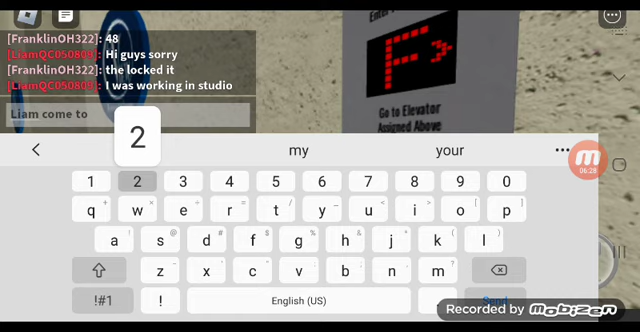 [FranklinOH322]: 48
[LiamQC050809]: Hi guys sorry
[FranklinOH322]: the locked it
[LiamQC050809]: I was working in studio
Liam come to
F>
Go to Elevator
Assigned Above
2
my your
1 2 3 4 5 6 7 8 9 0
q w e r t y u i o p
a s d f g h j k l
z x c v b n m
!#1 ! English (US) Send
M
06:28
Recorded by mobizen